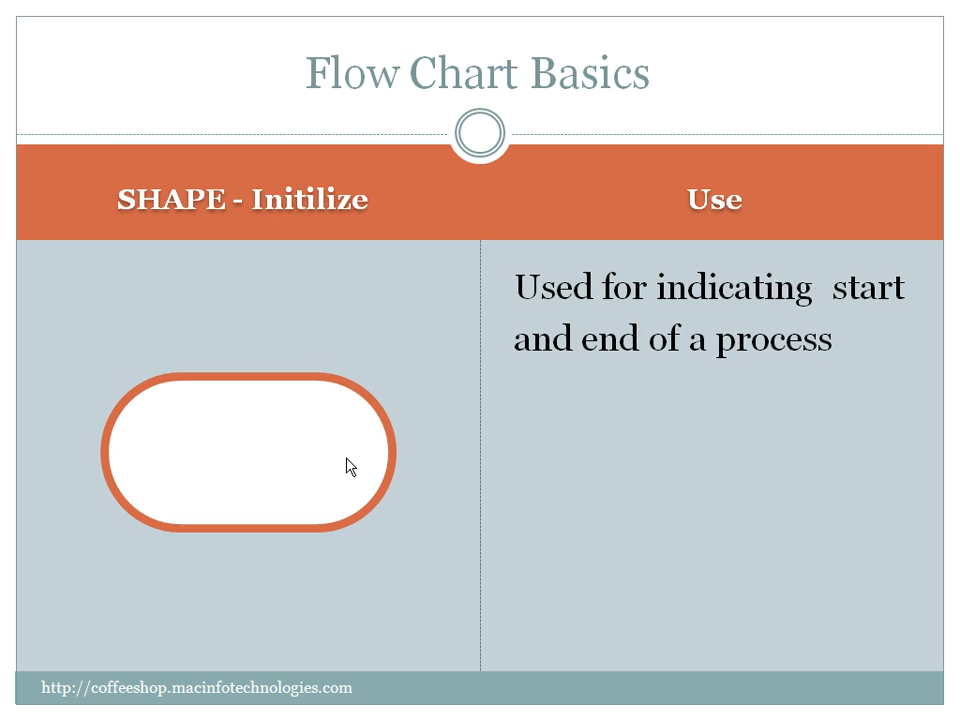 Flow Chart Basics
SHAPE - Initilize
Use
Used for indicating  start
and end of a process
http://coffeeshop.macinfotechnologies.com